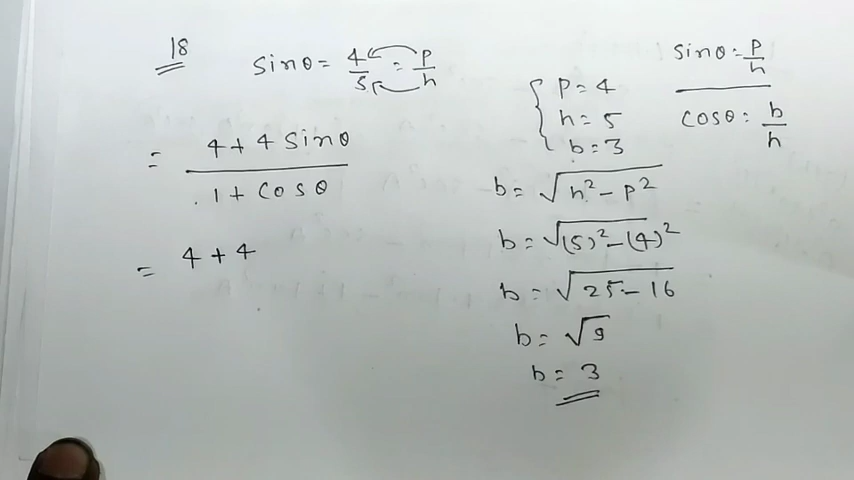 18
sinθ = 4/5 = P/h
= 4 + 4 sinθ / 1 + cosθ
= 4 + 4
P = 4
h = 5
b = 3
b = √h² - P²
b = √(5)² - (4)²
b = √25 - 16
b = √9
b = 3
sinθ = P/h
cosθ = b/h